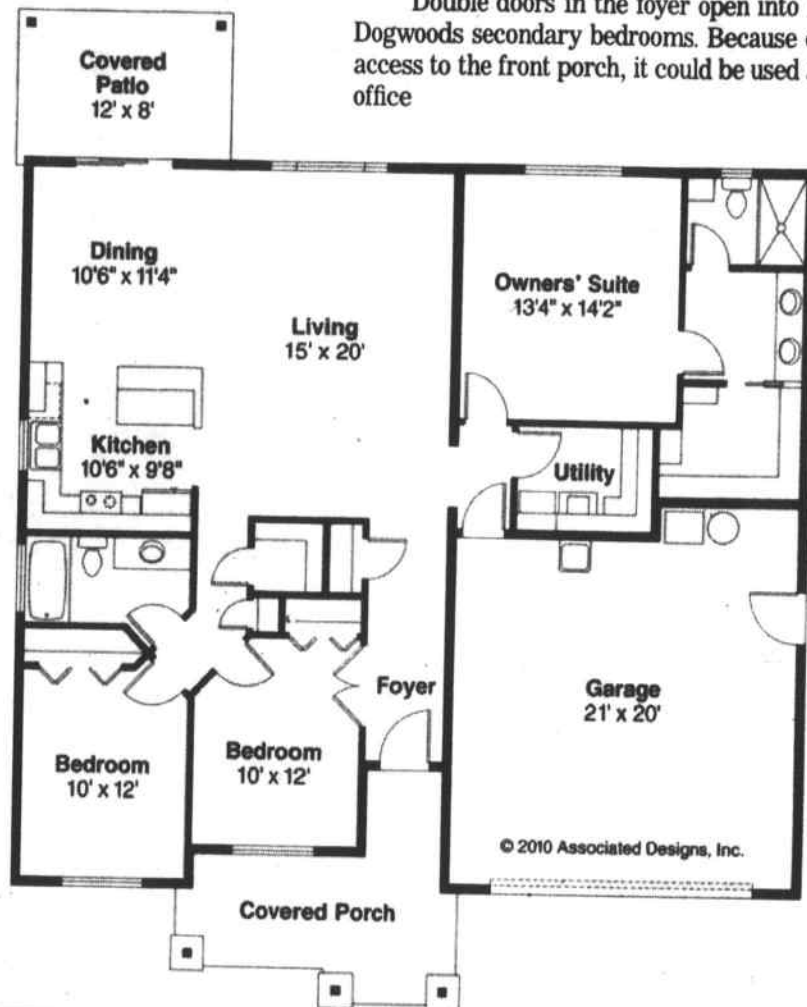 Double doors in the foyer open into
Dogwoods secondary bedrooms. Because
access to the front porch, it could be used
office
Covered
Patio
12' x 8'
Dining
10'6" x 11'4"
Living
15' x 20'
Owners' Suite
13'4" x 14'2"
Kitchen
10'6" x 9'8"
Utility
Foyer
Garage
21' x 20'
Bedroom
10' x 12'
Bedroom
10' x 12'
© 2010 Associated Designs, Inc.
Covered Porch